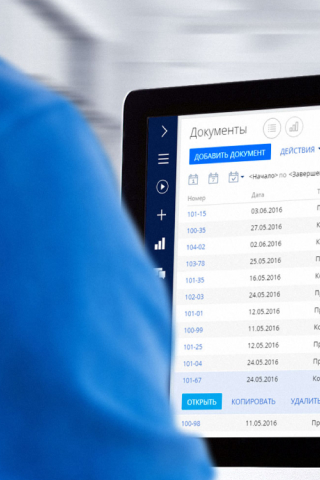 Документы
ДОБАВИТЬ ДОКУМЕНТ ДЕЙСТВИЯ
<Начало> по
Номер Дата
101-15 03.06.2016
100-35 27.05.2016
104-02 02.06.2016
103-78 25.05.2016
101-35 16.05.2016
102-03 24.05.2016
101-01 12.05.2016
100-99 11.05.2016
101-25 12.05.2016
101-04 24.05.2016
101-67 24.05.2016
ОТКРЫТЬ КОПИРОВАТЬ УДАЛИТЬ
100-98 11.05.2016